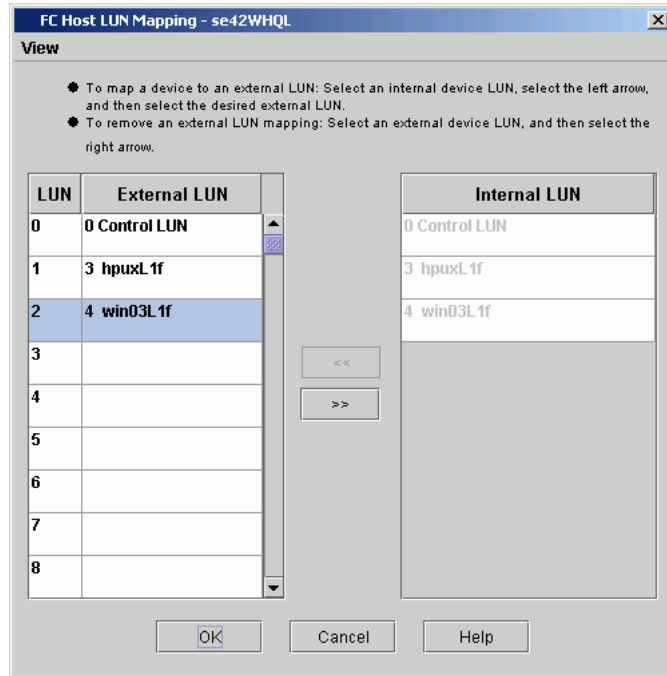 FC Host LUN Mapping - se42WHQL
View
To map a device to an external LUN: Select an internal device LUN, select the left arrow,
and then select the desired external LUN.
To remove an external LUN mapping: Select an external device LUN, and then select the
right arrow.
LUN External LUN Internal LUN
0 0 Control LUN 0 Control LUN
1 3 hpuxL1f 3 hpuxL1f
2 4 win03L1f 4 win03L1f
3
<<
4
>>
5
6
7
8
OK Cancel Help